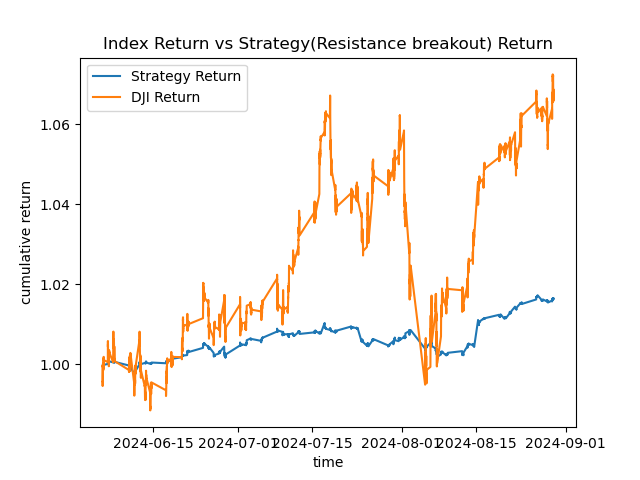 Index Return vs Strategy(Resistance breakout) Return
Strategy Return
DJI Return
cumulative return
1.06
1.04
1.02
1.00
2024-06-15
2024-07-01
2024-07-15
2024-08-01
2024-08-15
2024-09-01
time